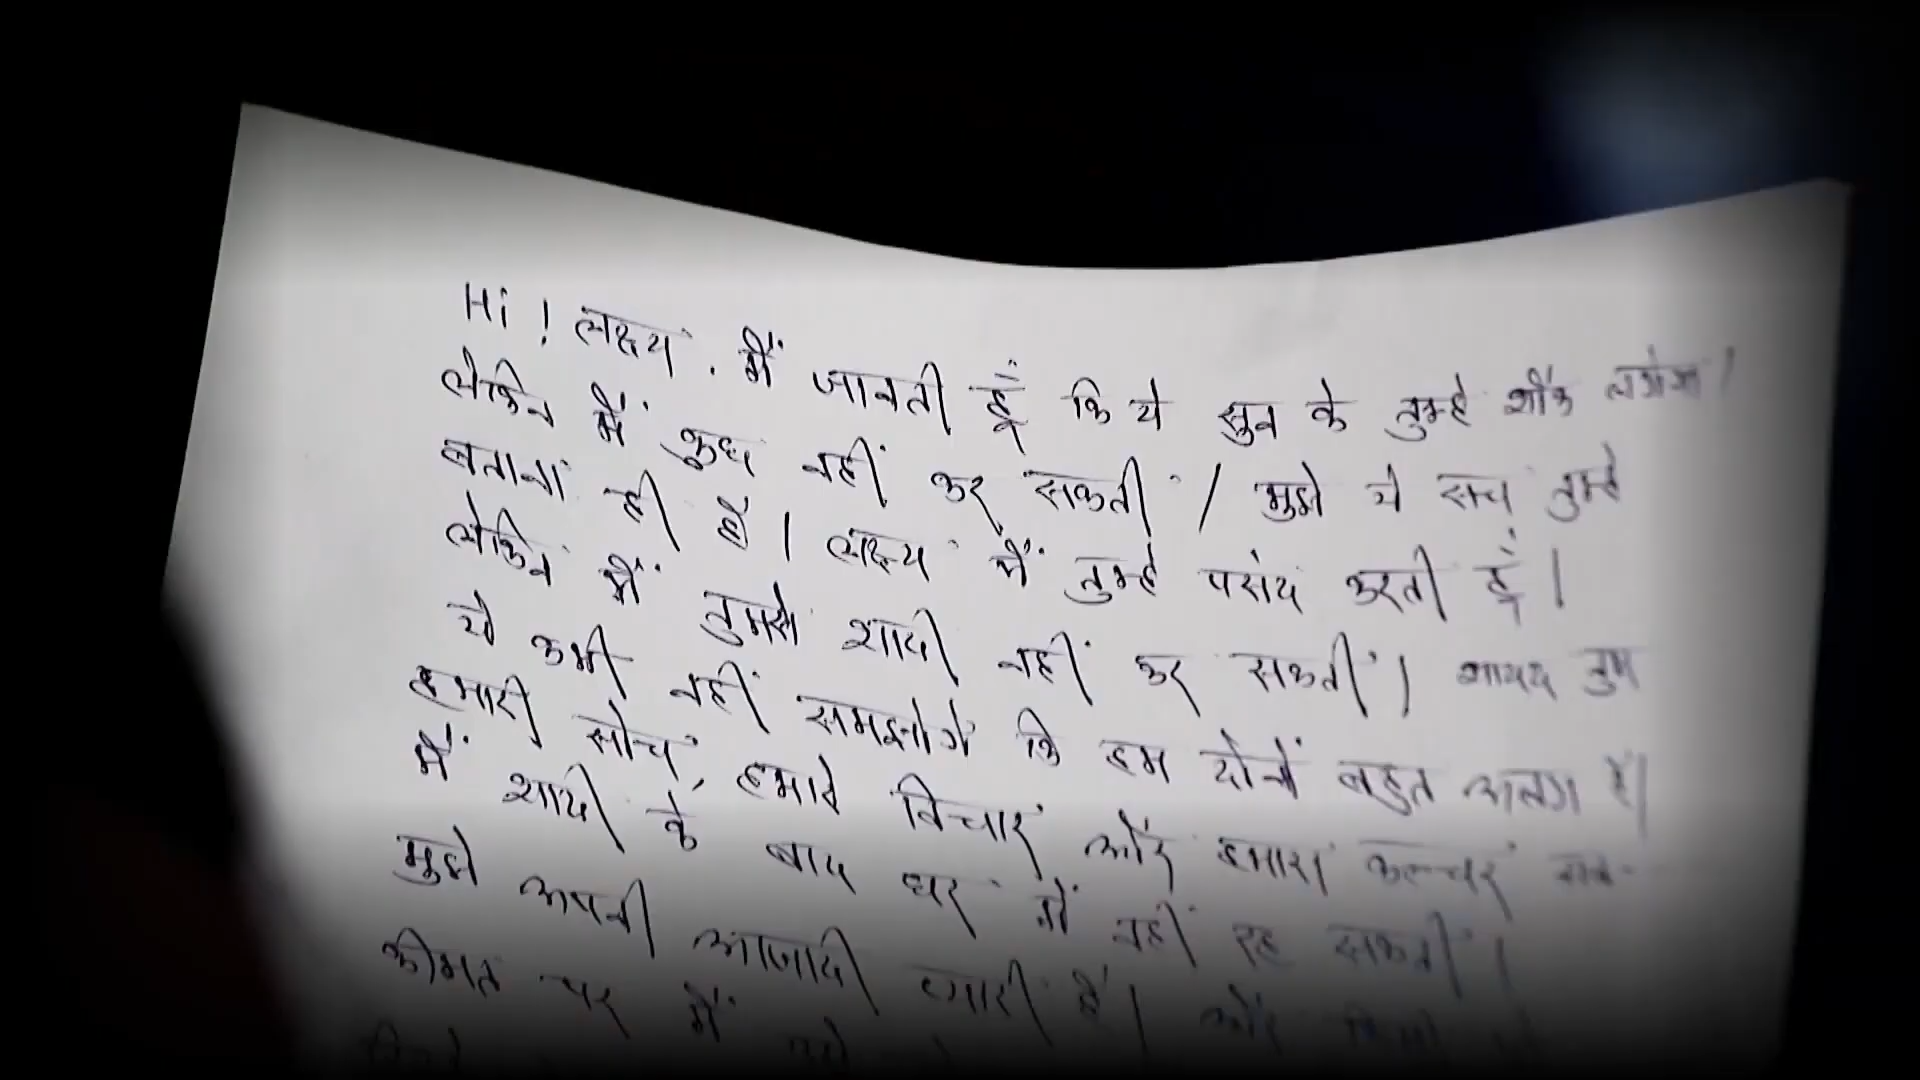 Hi ! लक्ष्य . मैं जानती हूँ कि ये सुन के तुम्हे शॉक लगेगा।
लेकिन मैं कुछ नहीं कर सकती । मुझे ये सच तुम्हे
बताना ही है । लक्ष्य मैं तुम्हे पसंद करती हूँ ।
लेकिन मैं तुमसे शादी नहीं कर सकती । शायद तुम
ये कभी नहीं समझोगे कि हम दोनों बहुत अलग हैं।
हमारी सोच, हमारे विचार और हमारा कल्चर
मैं शादी के बाद घर में नहीं रह सकती ।
मुझे अपनी आजादी प्यारी है। और किसी
कीमत पर मैं